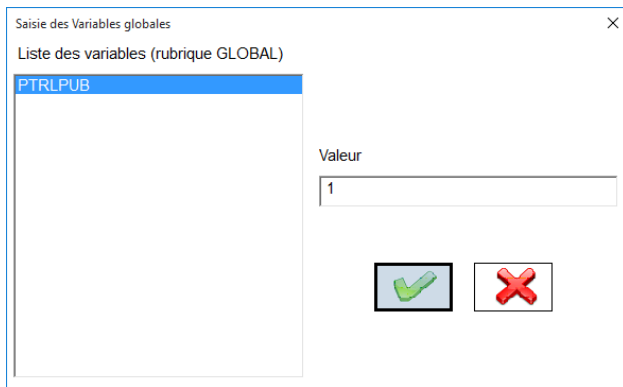 Saisie des Variables globales
Liste des variables (rubrique GLOBAL)
PTRLPUB
Valeur
1